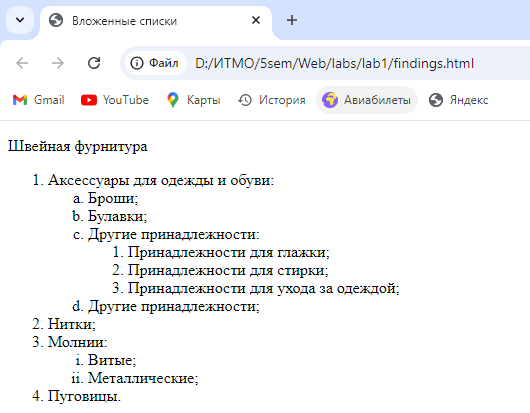 Вложенные списки
Файл D:/ИТМО/5sem/Web/labs/lab1/findings.html
Gmail YouTube Карты История Авиабилеты Яндекс
Швейная фурнитура
1. Аксессуары для одежды и обуви:
a. Броши;
b. Булавки;
c. Другие принадлежности:
1. Принадлежности для глажки;
2. Принадлежности для стирки;
3. Принадлежности для ухода за одеждой;
d. Другие принадлежности;
2. Нитки;
3. Молнии:
i. Витые;
ii. Металлические;
4. Пуговицы.